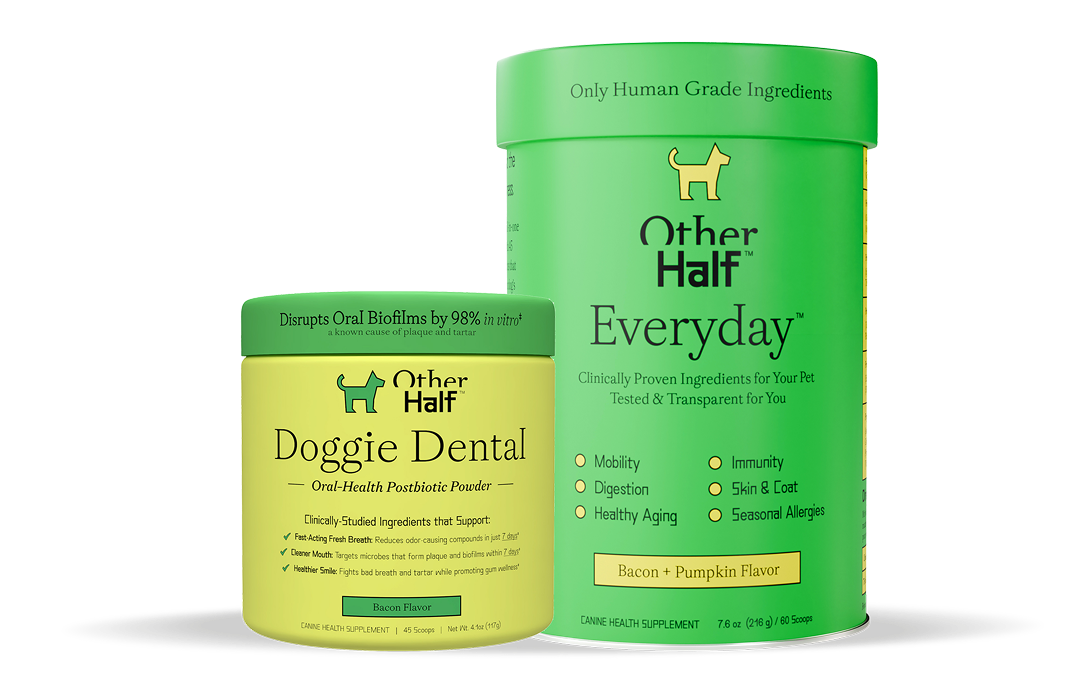 Disrupts Oral Biofilms by 98% in vitro‡
a known cause of plaque and tartar
Other
Half™
Doggie Dental
Oral-Health Postbiotic Powder
Clinically-Studied Ingredients that Support:
Fast-Acting Fresh Breath: Reduces odor-causing compounds in just 7 days*
Cleaner Mouth: Targets microbes that form plaque and biofilms within 7 days*
Healthier Smile: Fights bad breath and tartar while promoting gum wellness*
Bacon Flavor
CANINE HEALTH SUPPLEMENT | 45 Scoops | Net Wt. 4.1oz (117g)
Only Human Grade Ingredients
Other
Half™
Everyday™
Clinically Proven Ingredients for Your Pet
Tested & Transparent for You
Mobility
Digestion
Healthy Aging
Immunity
Skin & Coat
Seasonal Allergies
Bacon + Pumpkin Flavor
CANINE HEALTH SUPPLEMENT 7.6 oz (216 g) / 60 Scoops